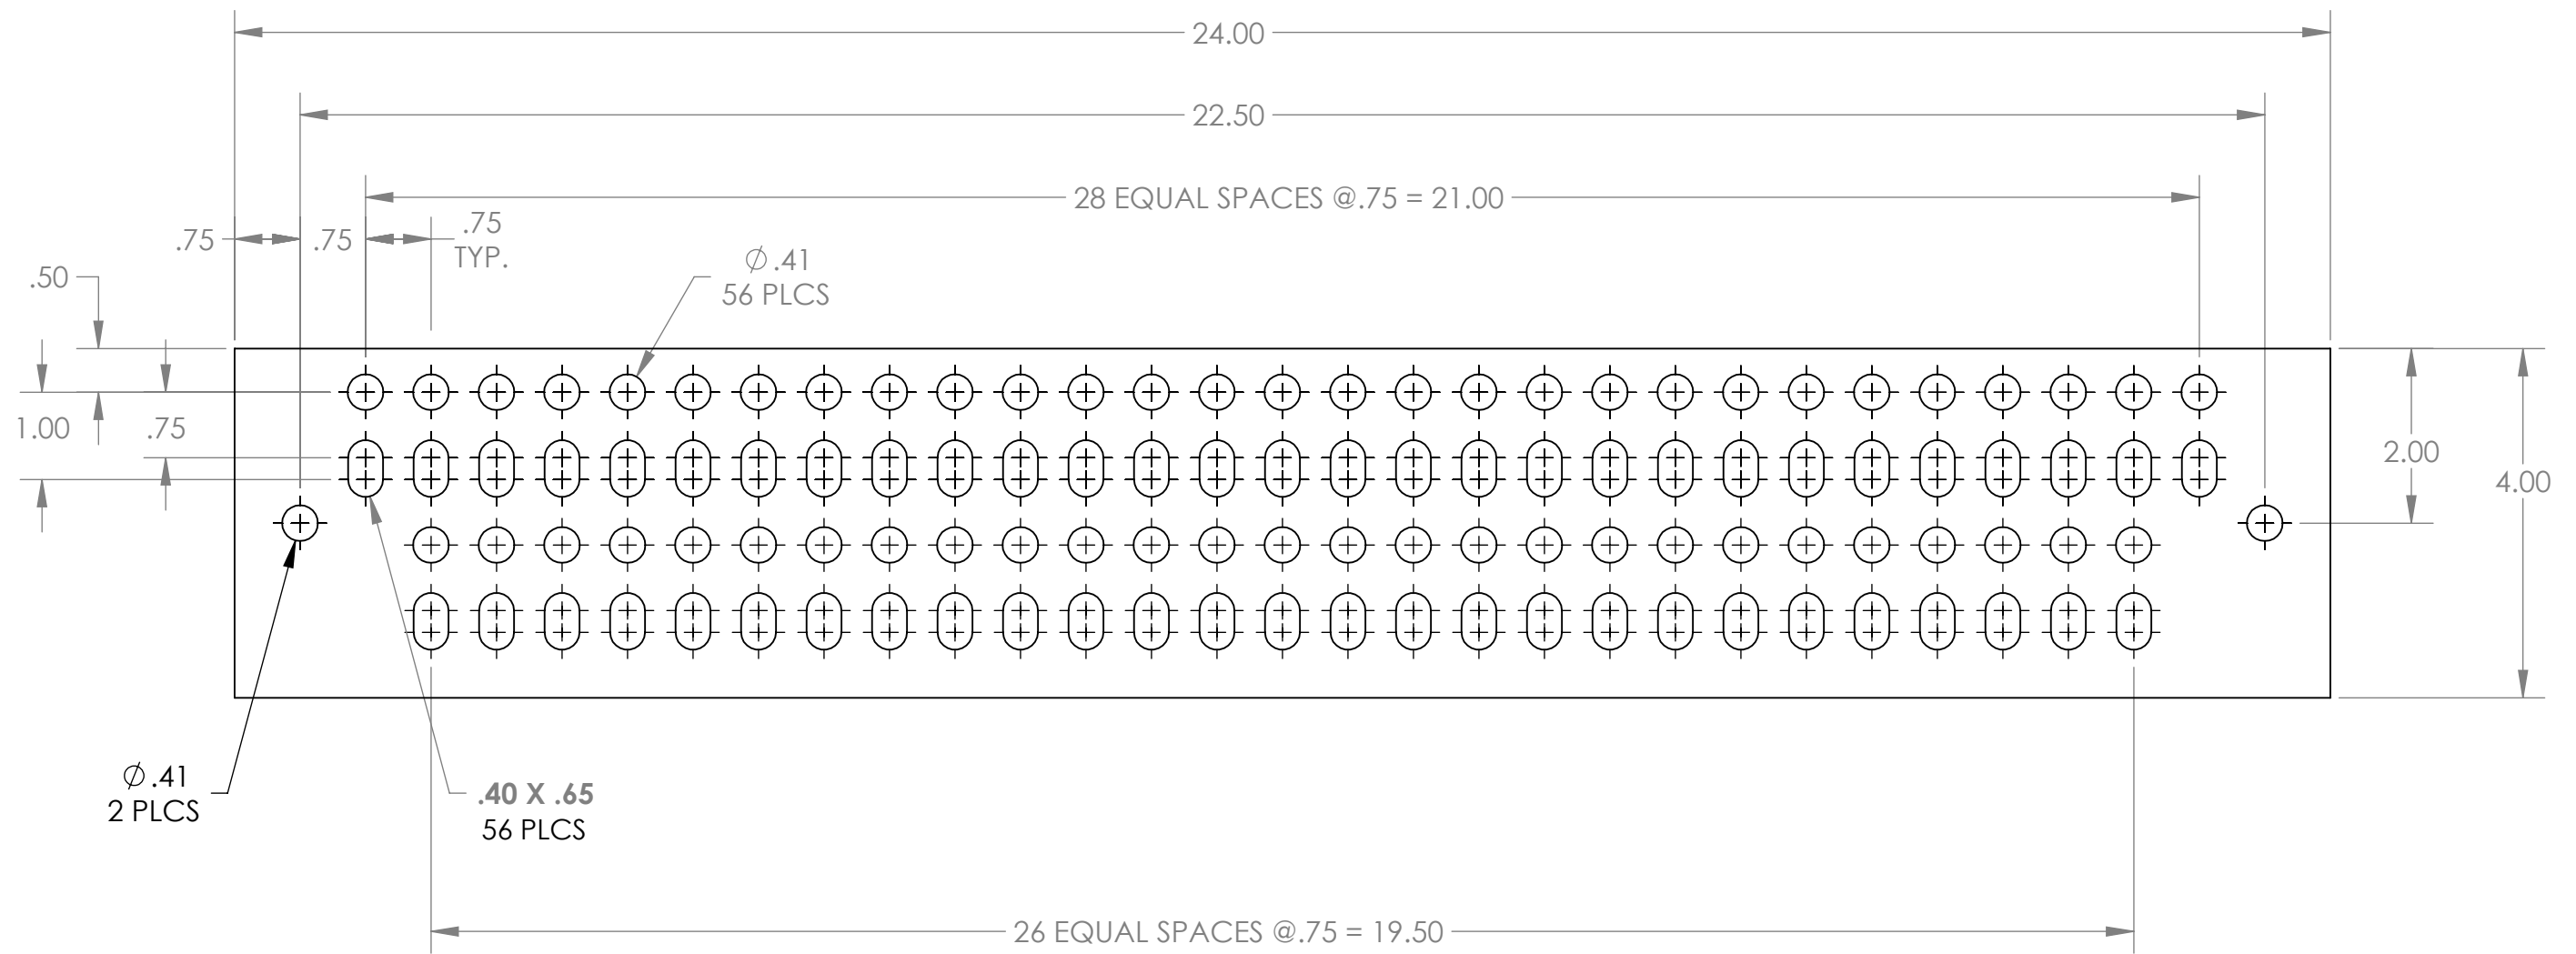 24.00
22.50
28 EQUAL SPACES @.75 = 21.00
.75
.75
.75
TYP.
Ø .41
56 PLCS
.50
1.00
.75
2.00
4.00
Ø .41
2 PLCS
.40 X .65
56 PLCS
26 EQUAL SPACES @.75 = 19.50